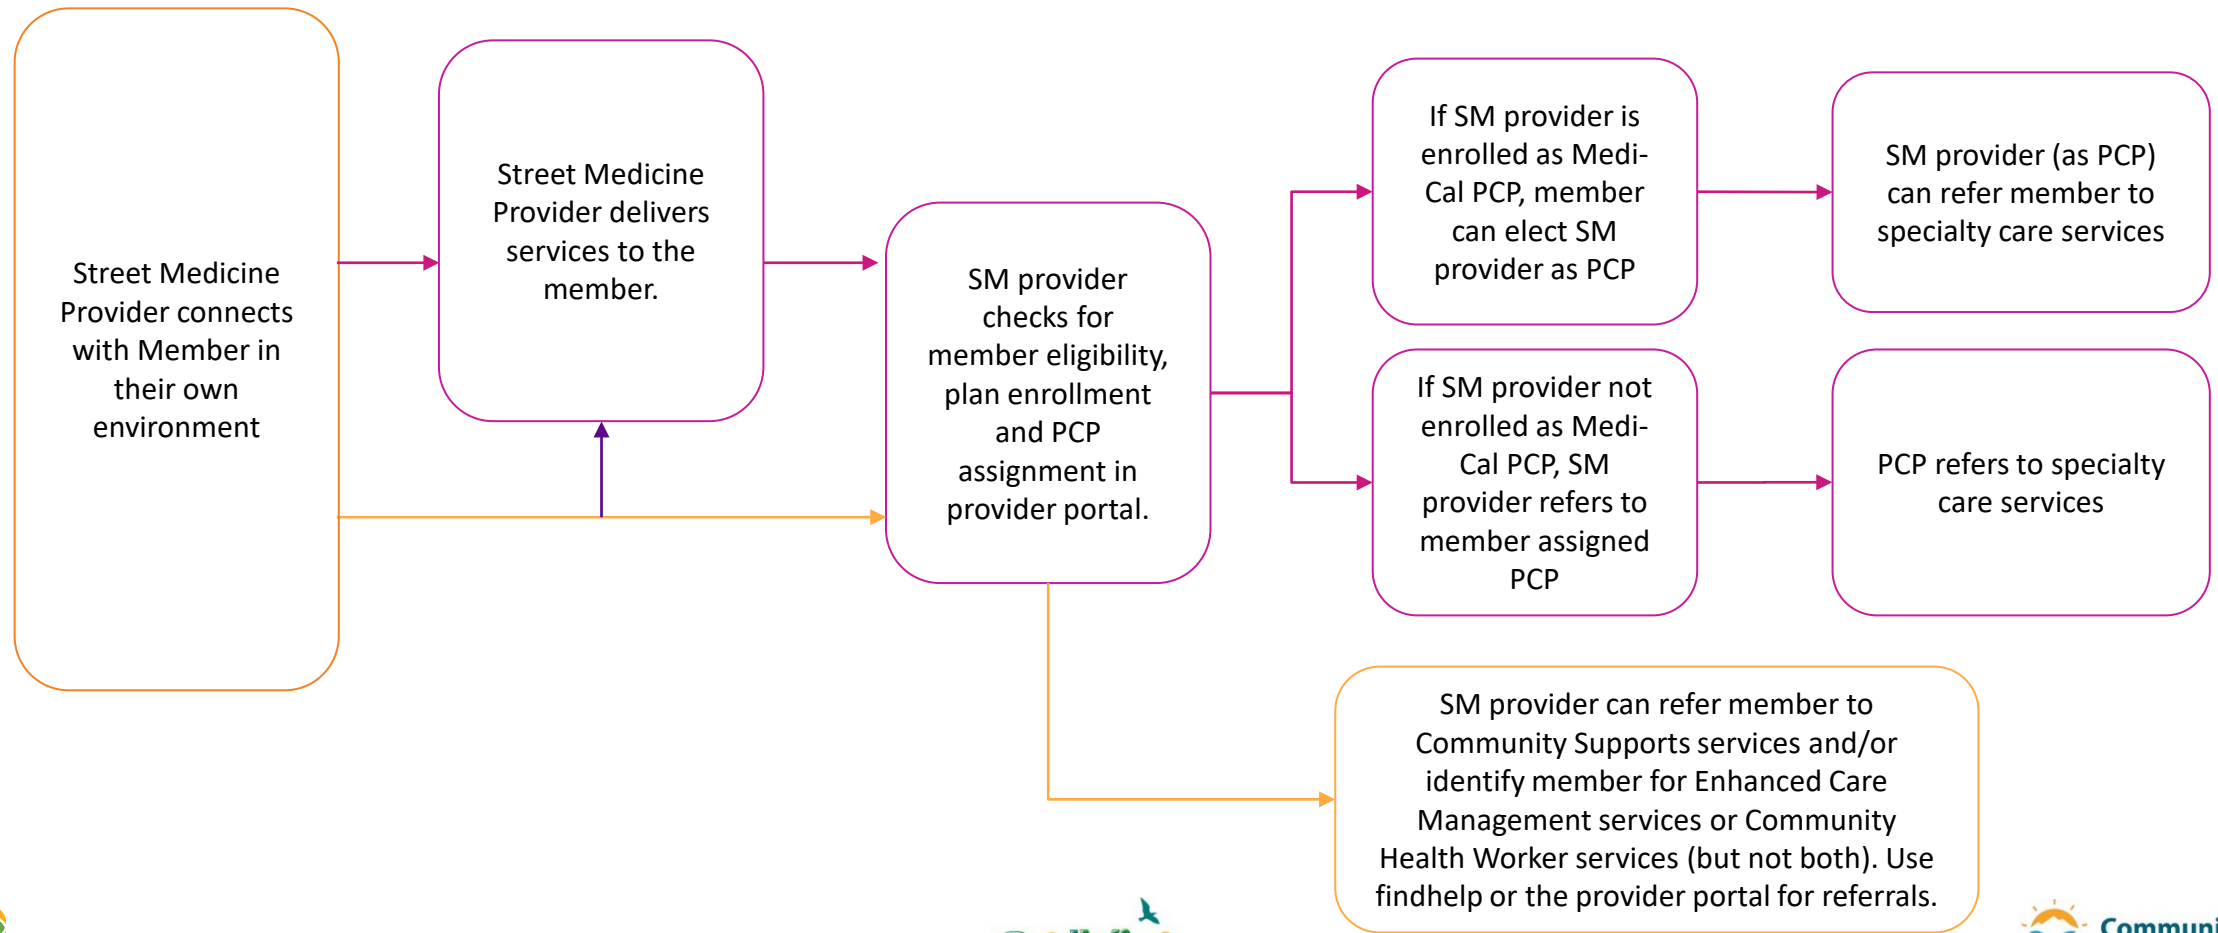 Street Medicine
Provider connects
with Member in
their own
environment
Street Medicine
Provider delivers
services to the
member.
SM provider
checks for
member eligibility,
plan enrollment
and PCP
assignment in
provider portal.
If SM provider is
enrolled as Medi-
Cal PCP, member
can elect SM
provider as PCP
SM provider (as PCP)
can refer member to
specialty care services
If SM provider not
enrolled as Medi-
Cal PCP, SM
provider refers to
member assigned
PCP
PCP refers to specialty
care services
SM provider can refer member to
Community Supports services and/or
identify member for Enhanced Care
Management services or Community
Health Worker services (but not both). Use
findhelp or the provider portal for referrals.
Communi